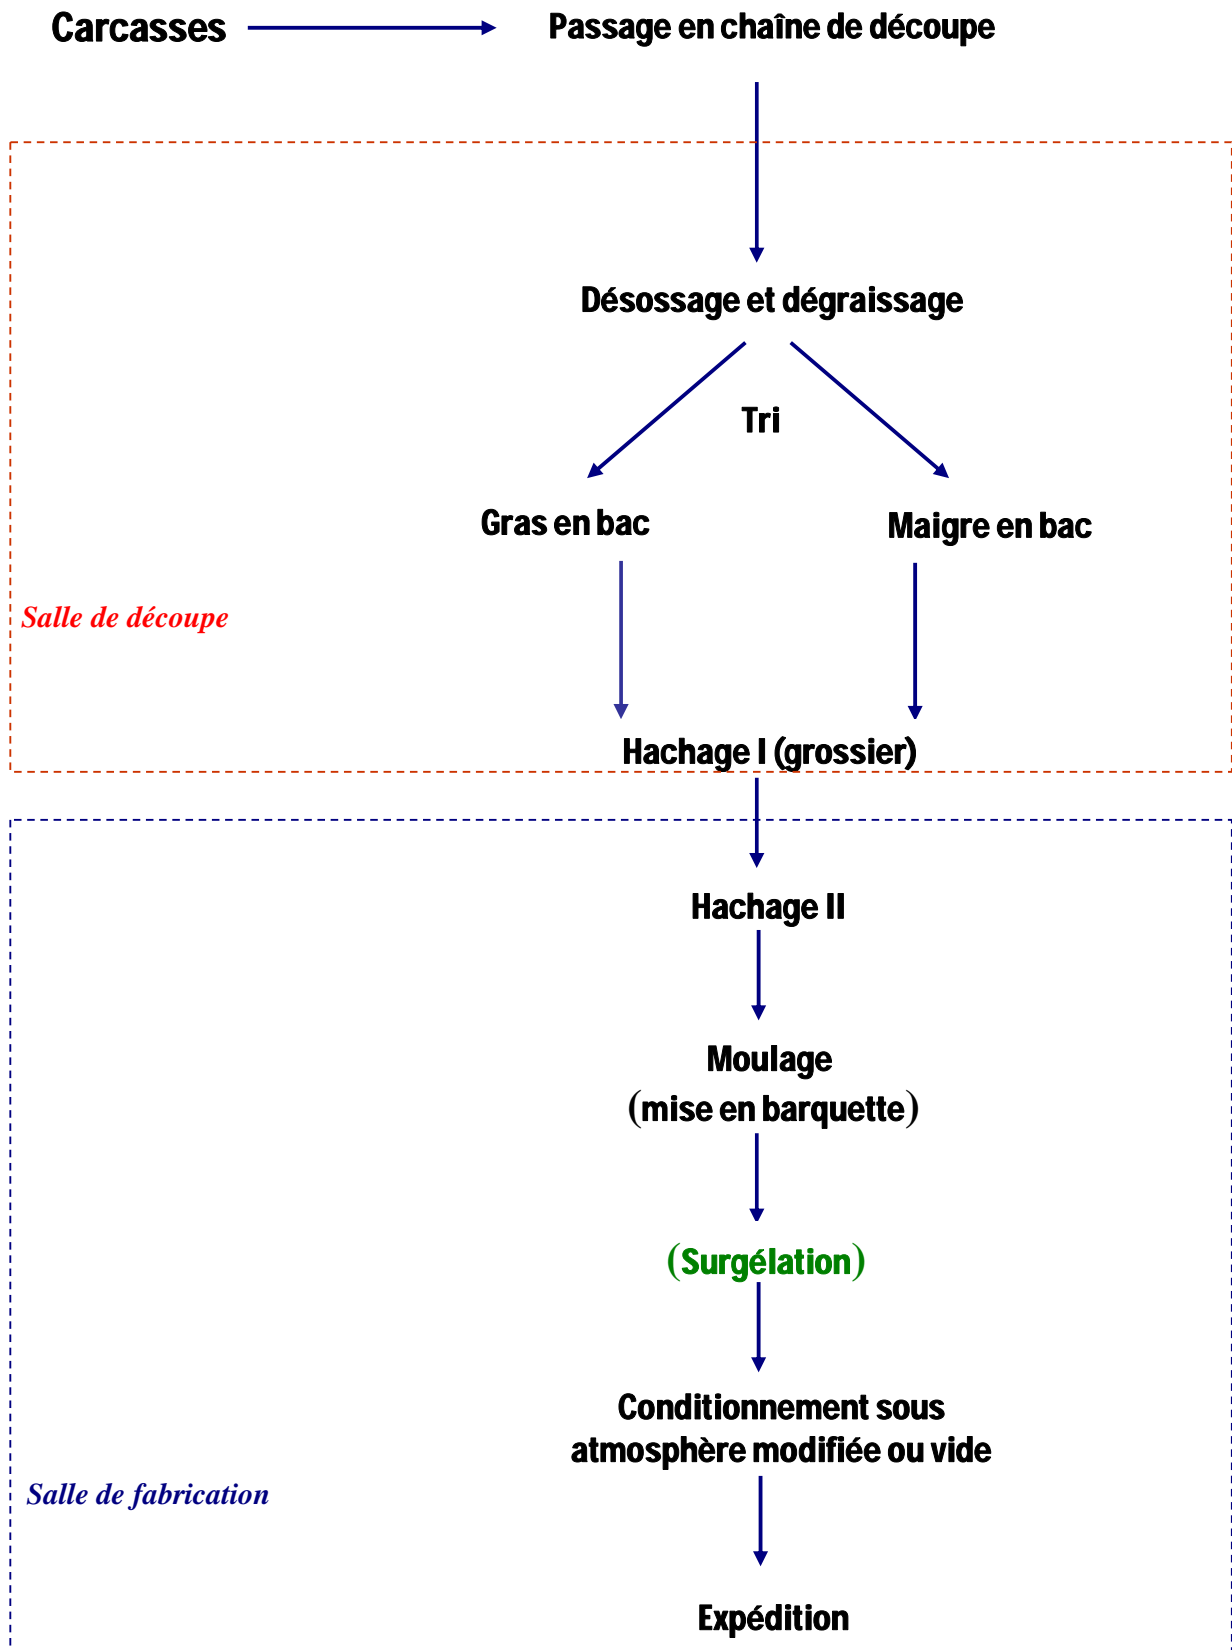 Carcasses
Passage en chaîne de découpe
Désossage et dégraissage
Tri
Gras en bac
Maigre en bac
Salle de découpe
Hachage I (grossier)
Hachage II
Moulage
(mise en barquette)
(Surgélation)
Conditionnement sous
atmosphère modifiée ou vide
Salle de fabrication
Expédition